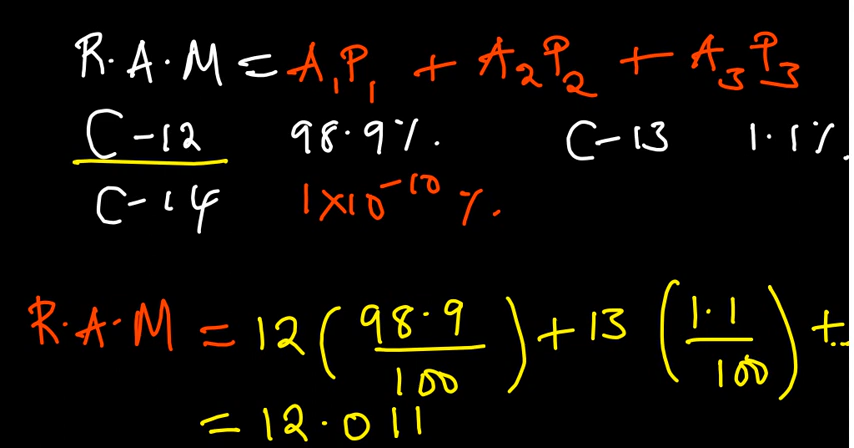 R.A.M = A₁P₁ + A₂P₂ + A₃P₃
C-12 98.9%. C-13 1.1%.
C-14 1×10⁻¹⁰ %.
R.A.M = 12 (98.9/100) + 13 (1.1/100) + ..
= 12.011